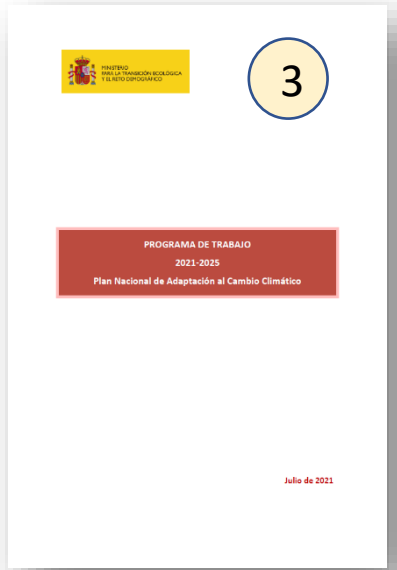 MINISTERIO
PARA LA TRANSICIÓN ECOLÓGICA
Y EL RETO DEMOGRÁFICO
3
PROGRAMA DE TRABAJO
2021-2025
Plan Nacional de Adaptación al Cambio Climático
Julio de 2021